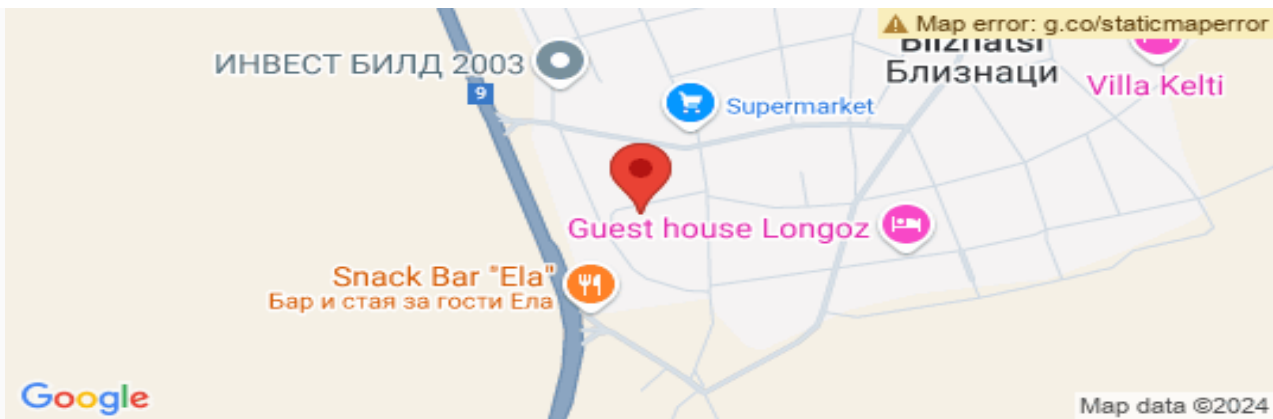 Map error: g.co/staticmaperror
ИНВЕСТ БИЛД 2003
Bliznatsi
Близнаци
Villa Kelti
9
Supermarket
Guest house Longoz
Snack Bar "Ela"
Бар и стая за гости Ела
Google
Map data ©2024